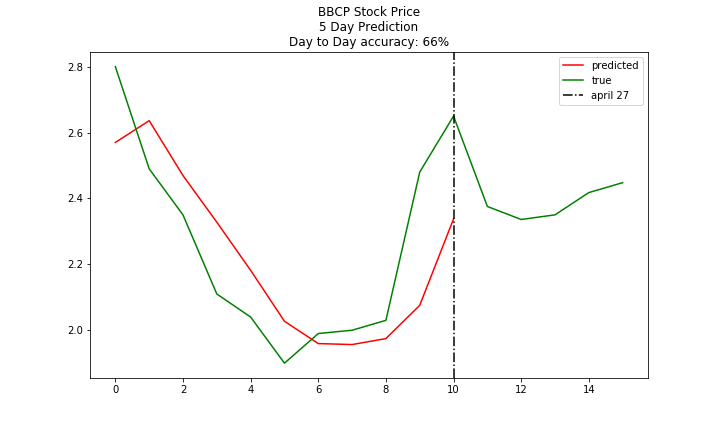 BBCP Stock Price
5 Day Prediction
Day to Day accuracy: 66%
predicted
true
april 27
2.8
2.6
2.4
2.2
2.0
0 2 4 6 8 10 12 14